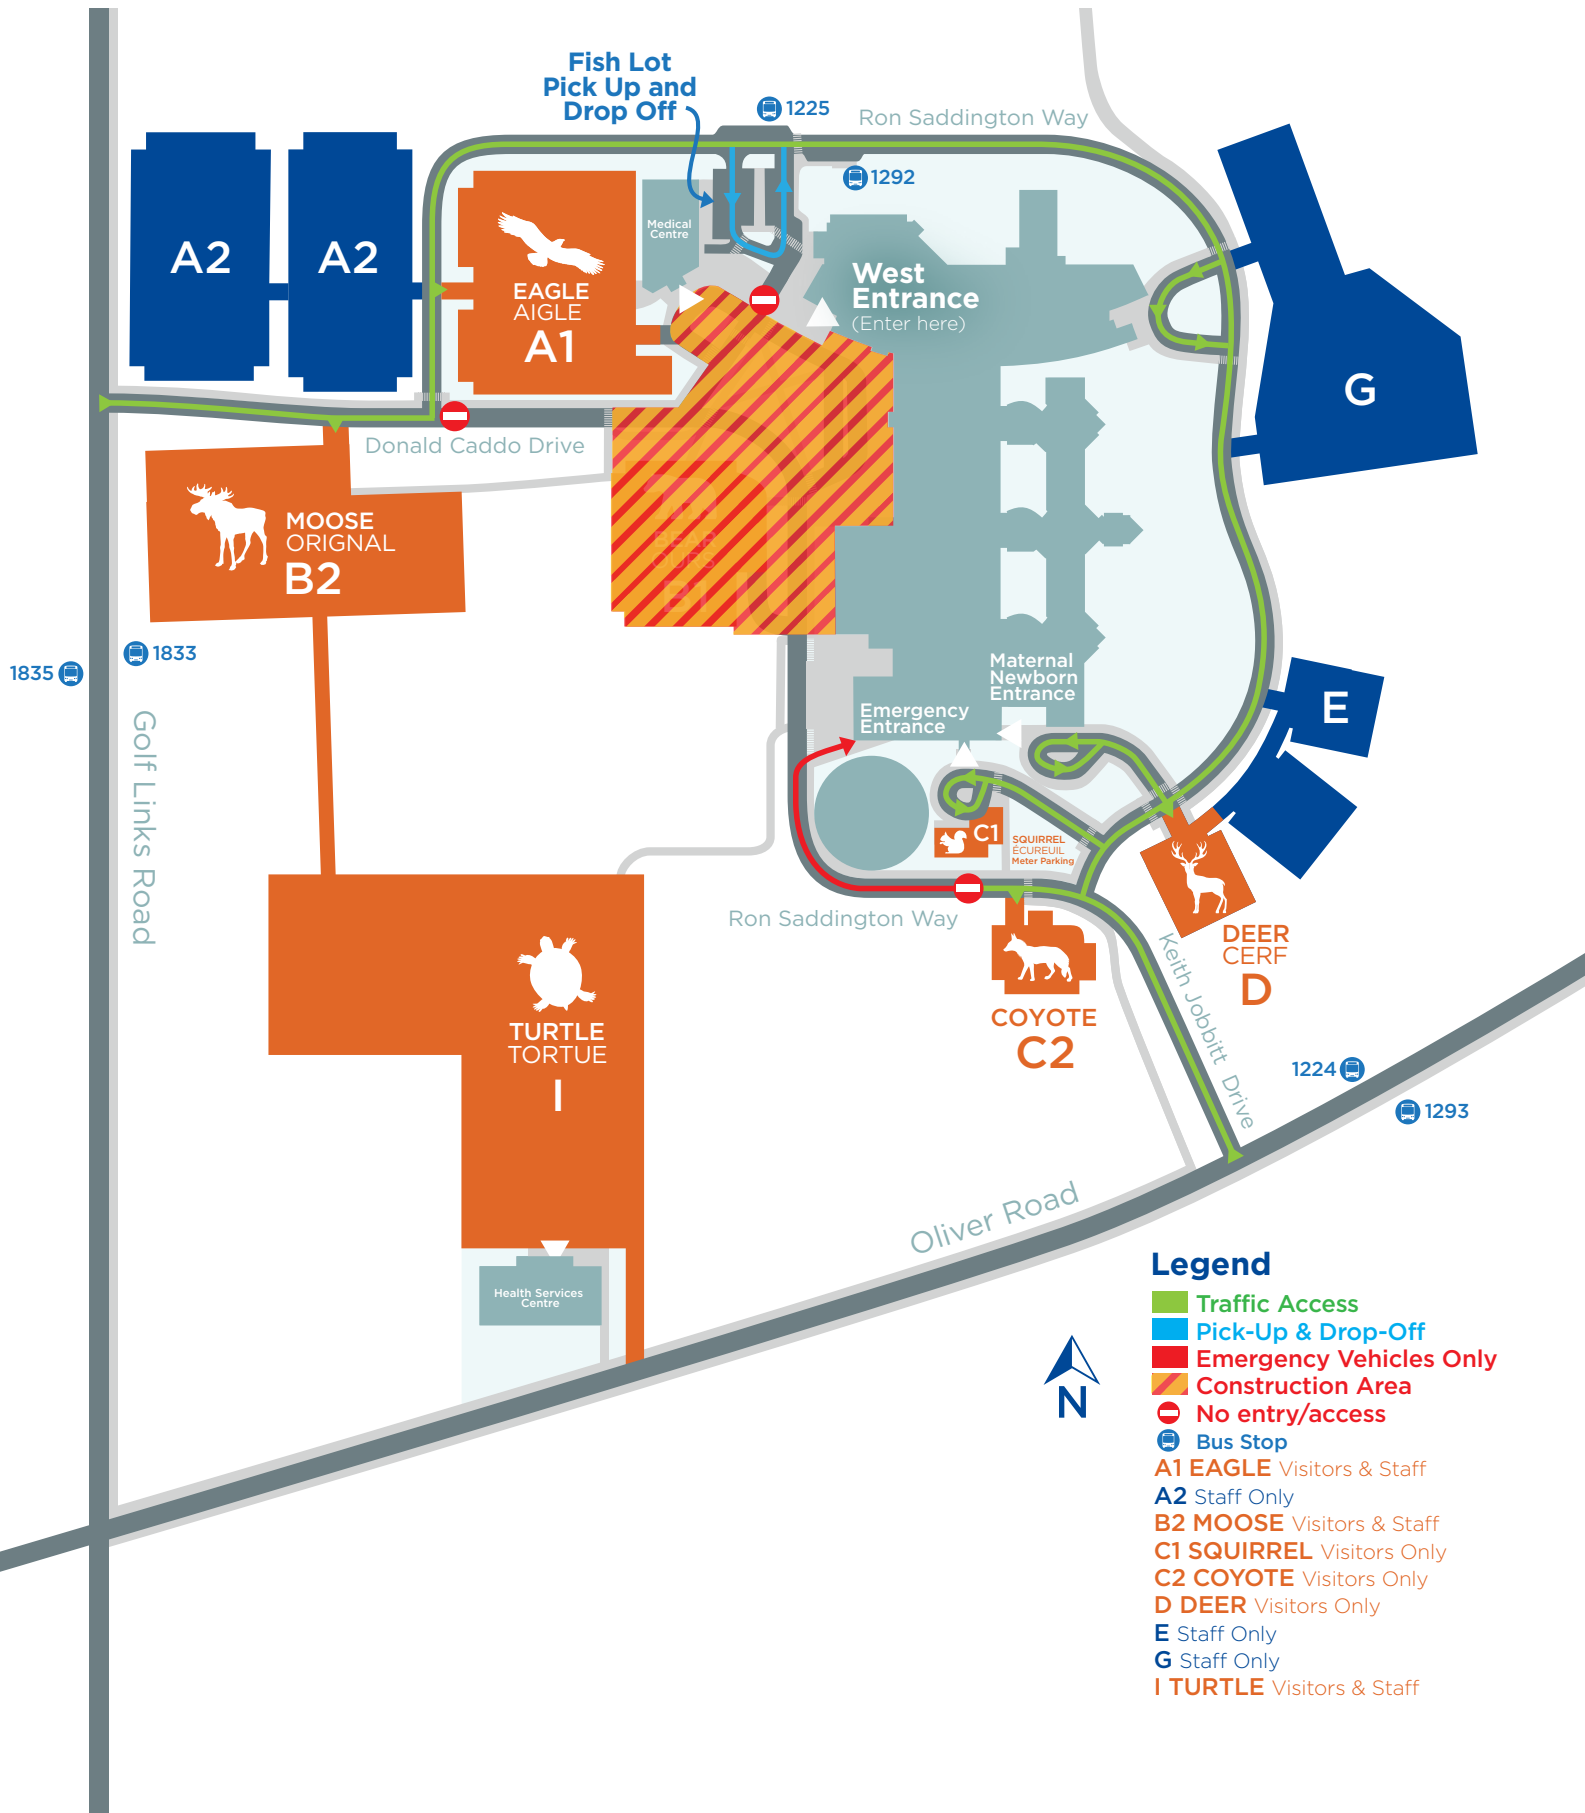 Fish Lot
Pick Up and
Drop Off
1225
Ron Saddington Way
1292
A2
A2
Medical
Centre
EAGLE
AIGLE
A1
West
Entrance
(Enter here)
G
Donald Caddo Drive
MOOSE
ORIGNAL
B2
BEAR
OURS
B1
1835
1833
Golf Links Road
Maternal
Newborn
Entrance
Emergency
Entrance
E
C1
SQUIRREL
ÉCUREUIL
Meter Parking
Ron Saddington Way
DEER
CERF
D
Keith Jobbitt Drive
COYOTE
C2
TURTLE
TORTUE
I
1224
1293
Oliver Road
Health Services
Centre
N
Legend
Traffic Access
Pick-Up & Drop-Off
Emergency Vehicles Only
Construction Area
No entry/access
Bus Stop
A1 EAGLE Visitors & Staff
A2 Staff Only
B2 MOOSE Visitors & Staff
C1 SQUIRREL Visitors Only
C2 COYOTE Visitors Only
D DEER Visitors Only
E Staff Only
G Staff Only
I TURTLE Visitors & Staff